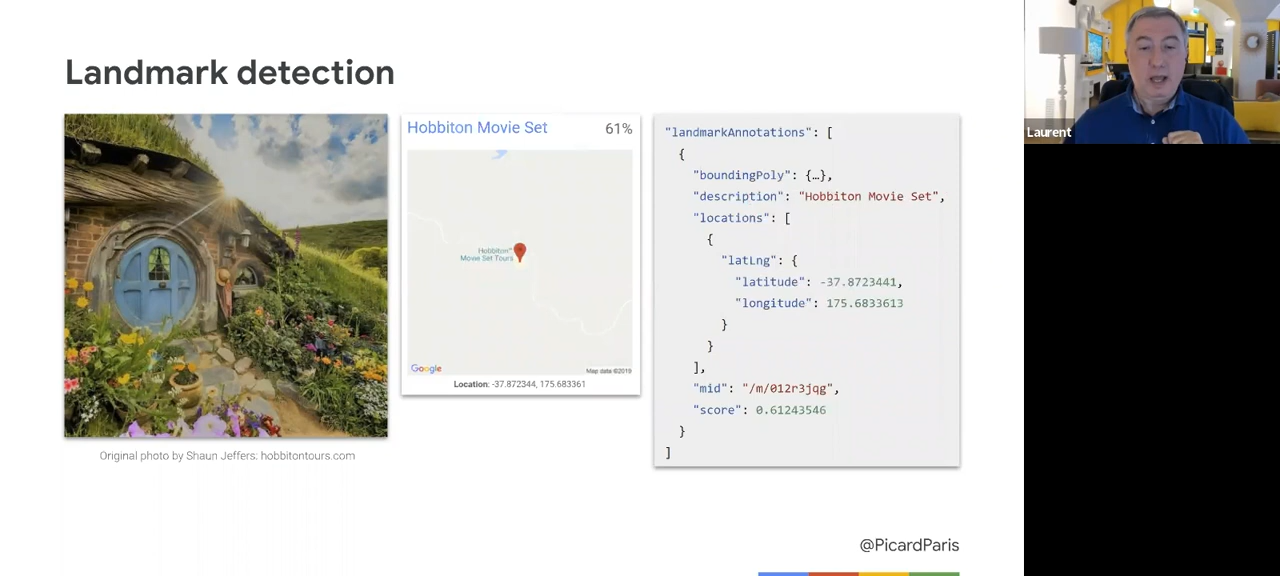 Landmark detection
Hobbiton Movie Set 61%
Hobbiton™
Movie Set Tours
Google
Map data ©2019
Location: -37.872344, 175.683361
Original photo by Shaun Jeffers: hobbitontours.com
"landmarkAnnotations": [
{
"boundingPoly": {…},
"description": "Hobbiton Movie Set",
"locations": [
{
"latLng": {
"latitude": -37.8723441,
"longitude": 175.6833613
}
}
],
"mid": "/m/012r3jqg",
"score": 0.61243546
}
]
@PicardParis
Laurent